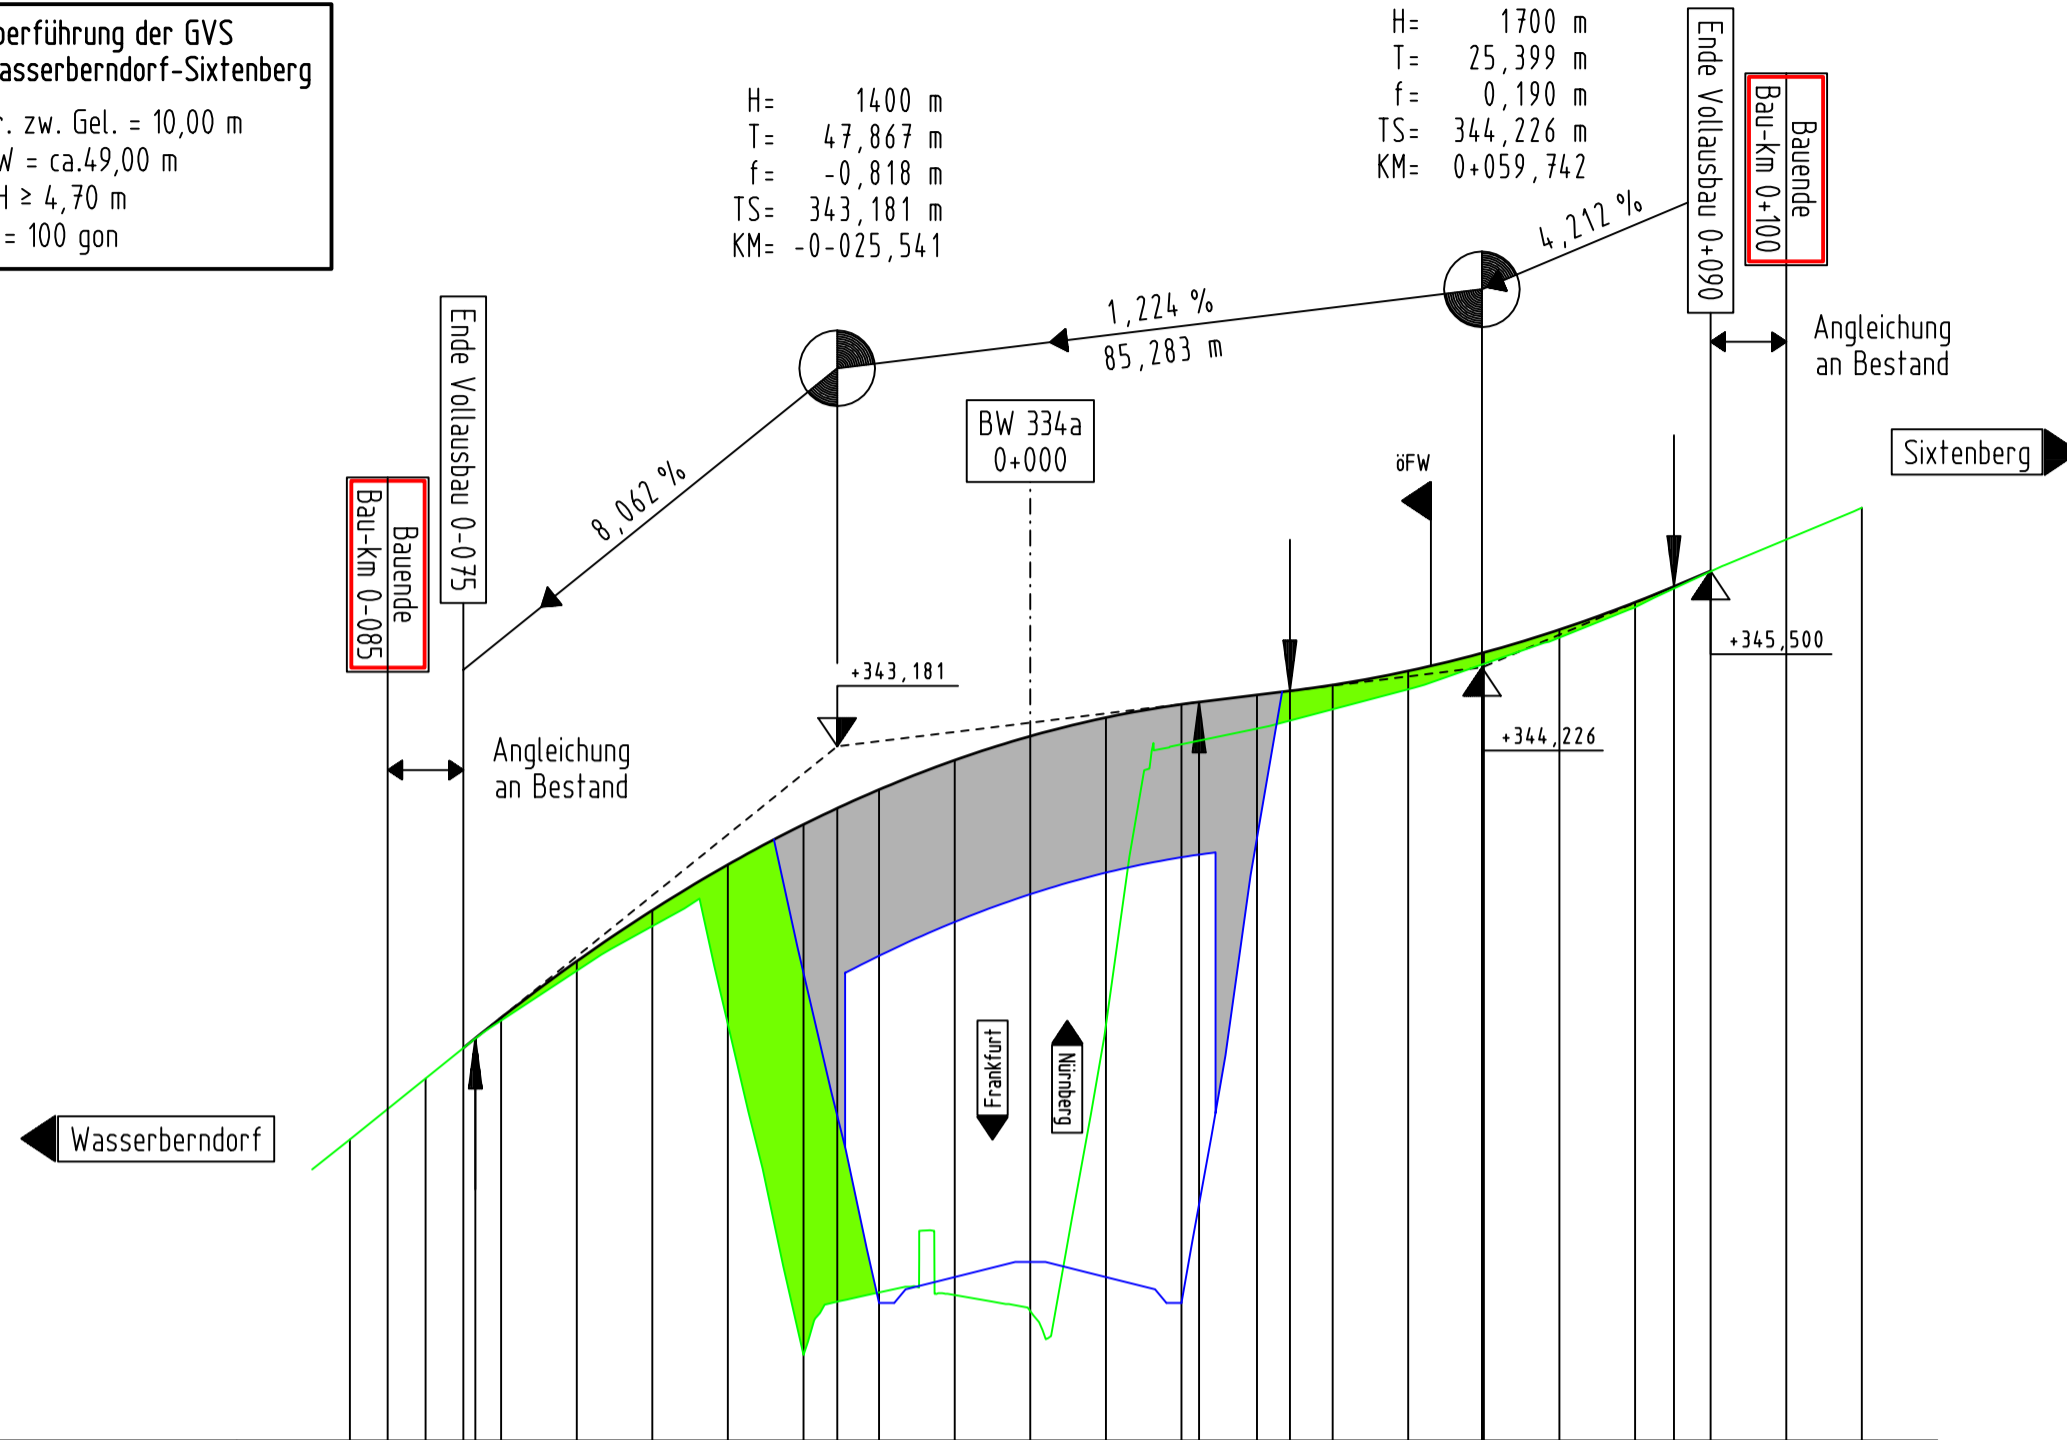 berführung der GVS
asserberndorf-Sixtenberg
r. zw. Gel. = 10,00 m
W = ca.49,00 m
H ≥ 4,70 m
= 100 gon
H= 1400 m
T= 47,867 m
f= -0,818 m
TS= 343,181 m
KM= -0-025,541
H= 1700 m
T= 25,399 m
f= 0,190 m
TS= 344,226 m
KM= 0+059,742
Ende Vollausbau 0+090
Bauende
Bau-km 0+100
4,212 %
1,224 %
85,283 m
8,062 %
Angleichung
an Bestand
Ende Vollausbau 0-075
Bauende
Bau-km 0-085
BW 334a
0+000
öFW
Sixtenberg
+343,181
+345,500
+344,226
Angleichung
an Bestand
Frankfurt
Nürnberg
Wasserberndorf